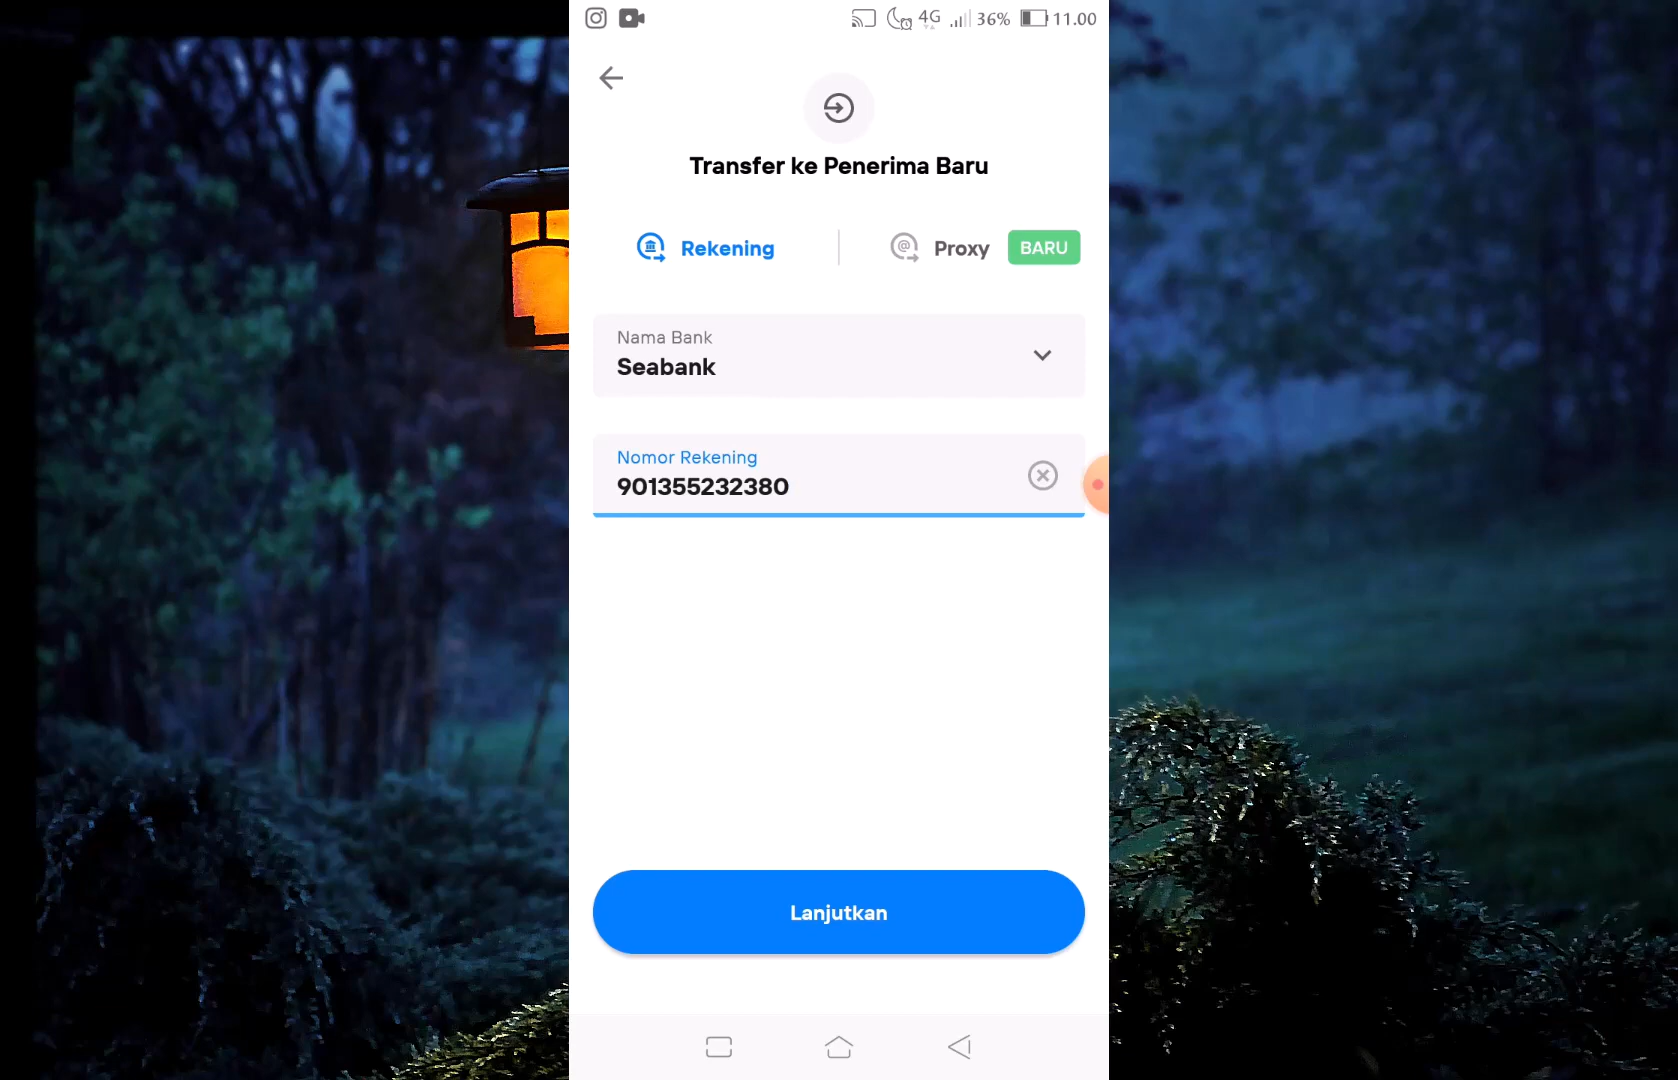 4G 36% 11.00
Transfer ke Penerima Baru
Rekening Proxy BARU
Nama Bank
Seabank
Nomor Rekening
901355232380
Lanjutkan